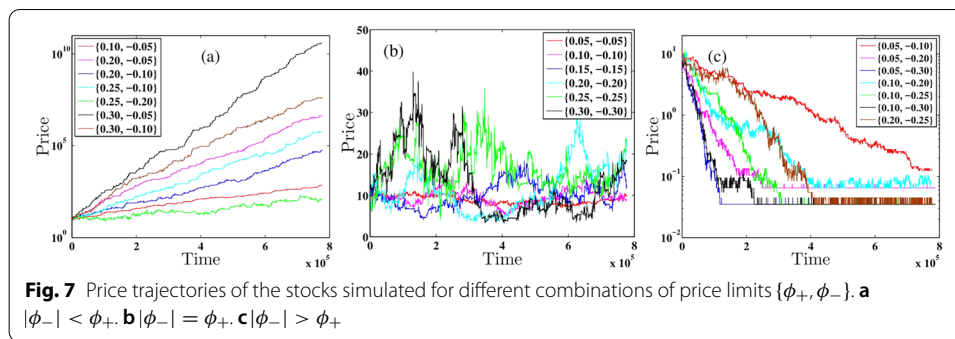 (a)
{0.10, −0.05}
{0.20, −0.05}
{0.20, −0.10}
{0.25, −0.10}
{0.25, −0.20}
{0.30, −0.05}
{0.30, −0.10}
10^10
10^5
10^0
Price
0 2 4 6 8
Time
x 10^5
(b)
{0.05, −0.05}
{0.10, −0.10}
{0.15, −0.15}
{0.20, −0.20}
{0.25, −0.25}
{0.30, −0.30}
50
40
30
20
10
0
Price
0 2 4 6 8
Time
x 10^5
(c)
{0.05, −0.10}
{0.05, −0.20}
{0.05, −0.30}
{0.10, −0.20}
{0.10, −0.25}
{0.10, −0.30}
{0.20, −0.25}
10^1
10^0
10^−1
10^−2
Price
0 2 4 6 8
Time
x 10^5
Fig. 7 Price trajectories of the stocks simulated for different combinations of price limits {ϕ+, ϕ−}. a
|ϕ−| < ϕ+. b |ϕ−| = ϕ+. c |ϕ−| > ϕ+